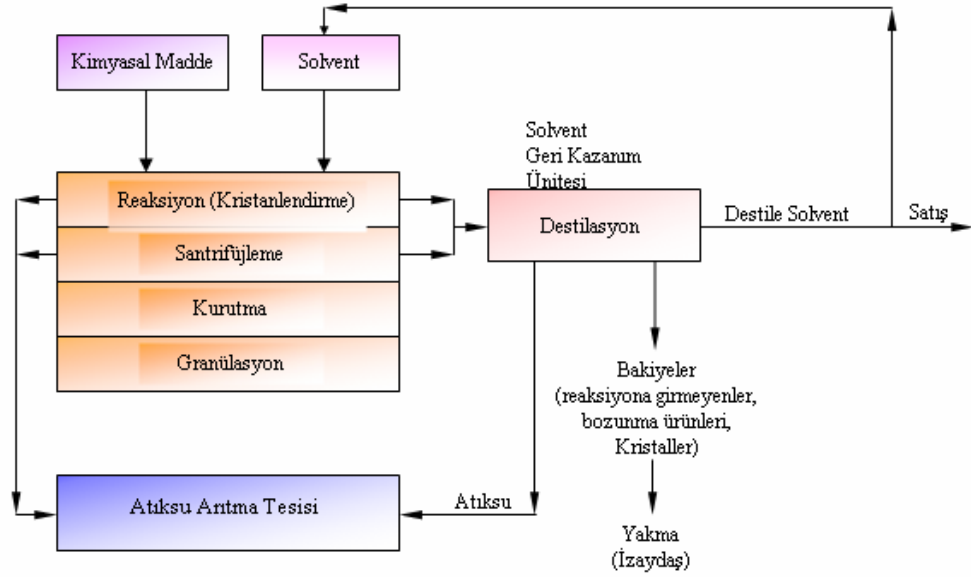 Kimyasal Madde
Solvent
Solvent
Geri Kazanım
Ünitesi
Reaksiyon (Kristanlendirme)
Santrifüjleme
Kurutma
Granülasyon
Destilasyon
Destile Solvent
Satış
Bakiyeler
(reaksiyona girmeyenler,
bozunma ürünleri,
Kristaller)
Atıksu Arıtma Tesisi
Atıksu
Yakma
(İzaydaş)